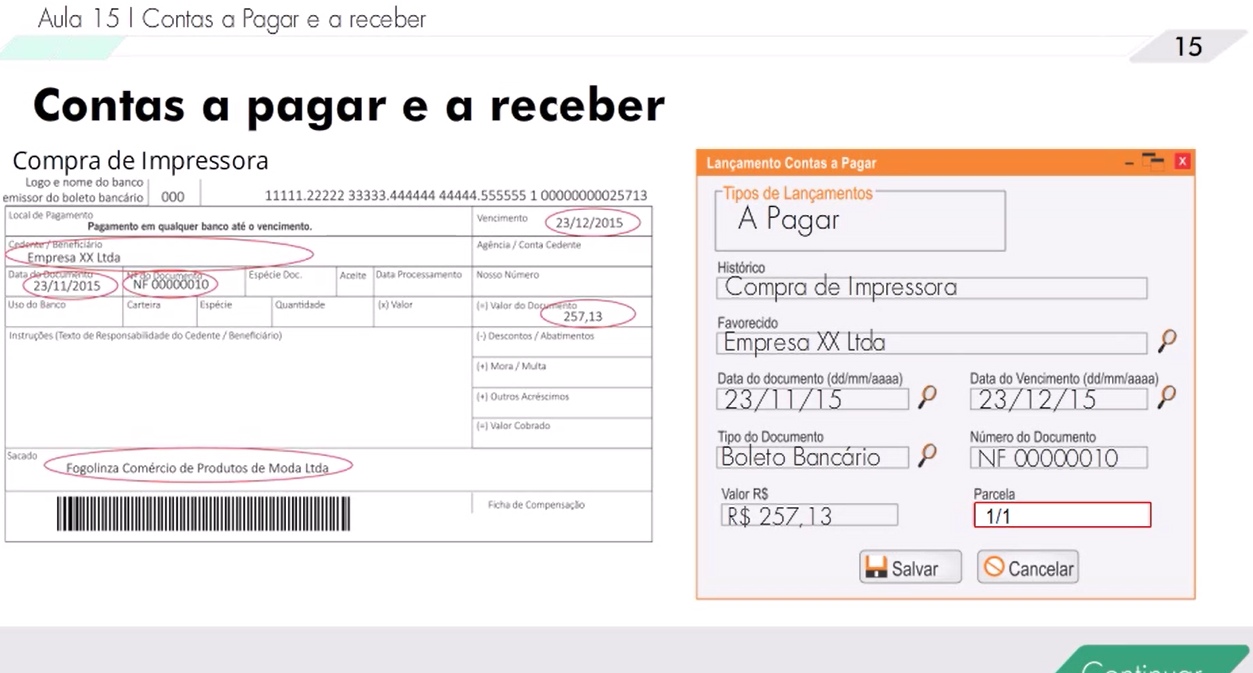 Aula 15 | Contas a Pagar e a receber
15
Contas a pagar e a receber
Compra de Impressora
Logo e nome do banco
emissor do boleto bancário
000
11111.22222 33333.444444 44444.555555 1 00000000025713
Local de Pagamento
Pagamento em qualquer banco até o vencimento.
Vencimento
23/12/2015
Cedente / Beneficiário
Empresa XX Ltda
Agência / Conta Cedente
Data do Documento
23/11/2015
Nº do Documento
NF 00000010
Espécie Doc.
Aceite
Data Processamento
Nosso Número
Uso do Banco
Carteira
Espécie
Quantidade
(x) Valor
(=) Valor do Documento
257,13
Instruções (Texto de Responsabilidade do Cedente / Beneficiário)
(-) Descontos / Abatimentos
(+) Mora / Multa
(+) Outros Acréscimos
(=) Valor Cobrado
Sacado
Fogolinza Comércio de Produtos de Moda Ltda
Ficha de Compensação
Lançamento Contas a Pagar
Tipos de Lançamentos
A Pagar
Histórico
Compra de Impressora
Favorecido
Empresa XX Ltda
Data do documento (dd/mm/aaaa)
23/11/15
Data do Vencimento (dd/mm/aaaa)
23/12/15
Tipo do Documento
Boleto Bancário
Número do Documento
NF 00000010
Valor R$
R$ 257,13
Parcela
1/1
Salvar
Cancelar
Continuar